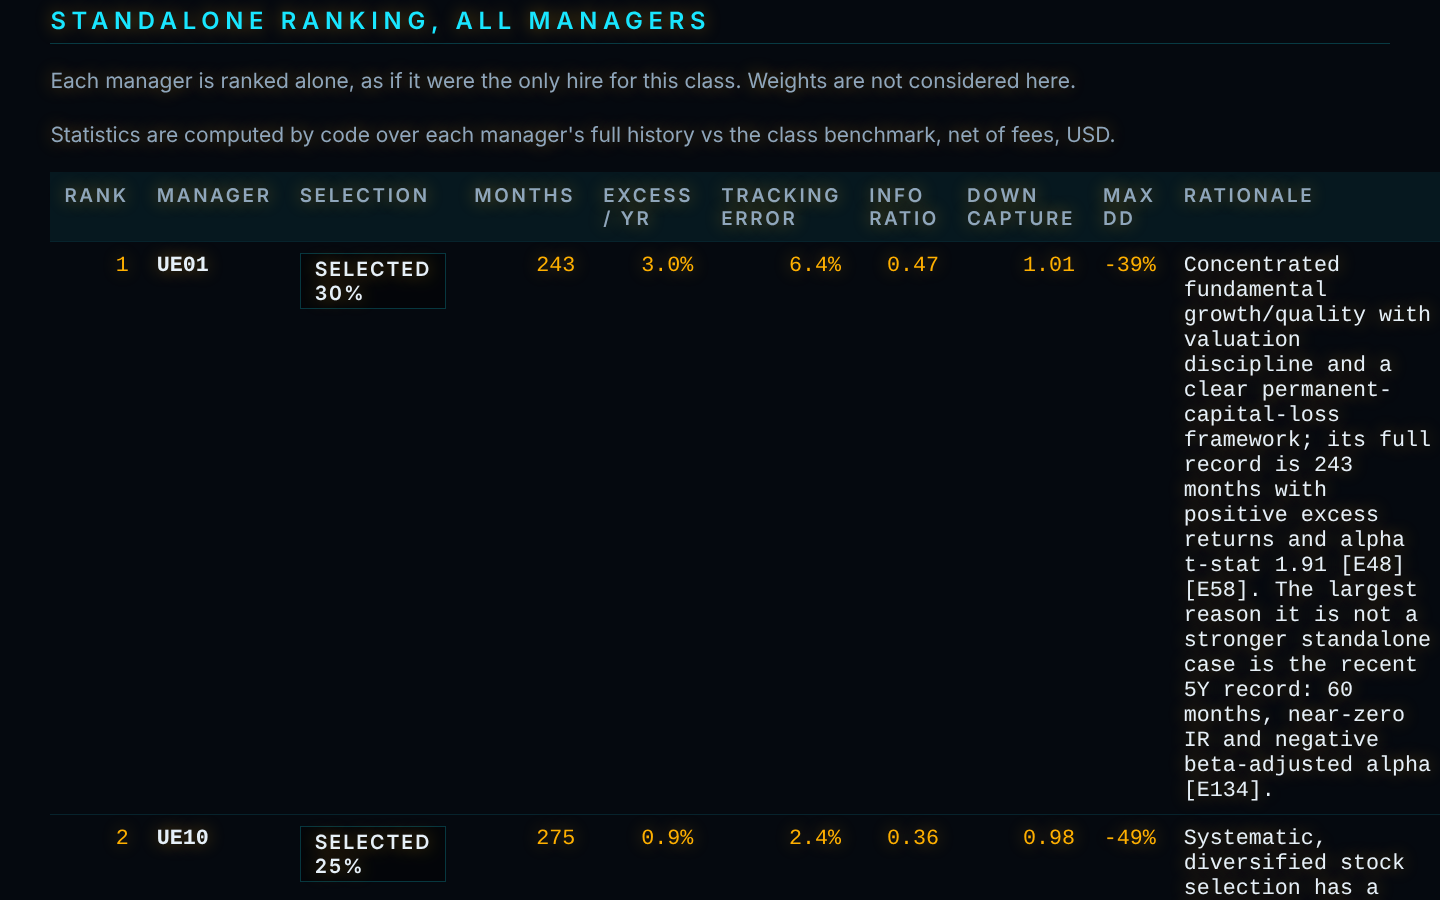 STANDALONE RANKING, ALL MANAGERS
Each manager is ranked alone, as if it were the only hire for this class. Weights are not considered here.
Statistics are computed by code over each manager's full history vs the class benchmark, net of fees, USD.
RANK MANAGER SELECTION MONTHS EXCESS / YR TRACKING ERROR INFO RATIO DOWN CAPTURE MAX DD RATIONALE
1 UE01 SELECTED 30% 243 3.0% 6.4% 0.47 1.01 -39% Concentrated
fundamental
growth/quality with
valuation
discipline and a
clear permanent-
capital-loss
framework; its full
record is 243
months with
positive excess
returns and alpha
t-stat 1.91 [E48]
[E58]. The largest
reason it is not a
stronger standalone
case is the recent
5Y record: 60
months, near-zero
IR and negative
beta-adjusted alpha
[E134].
2 UE10 SELECTED 25% 275 0.9% 2.4% 0.36 0.98 -49% Systematic,
diversified stock
selection has a